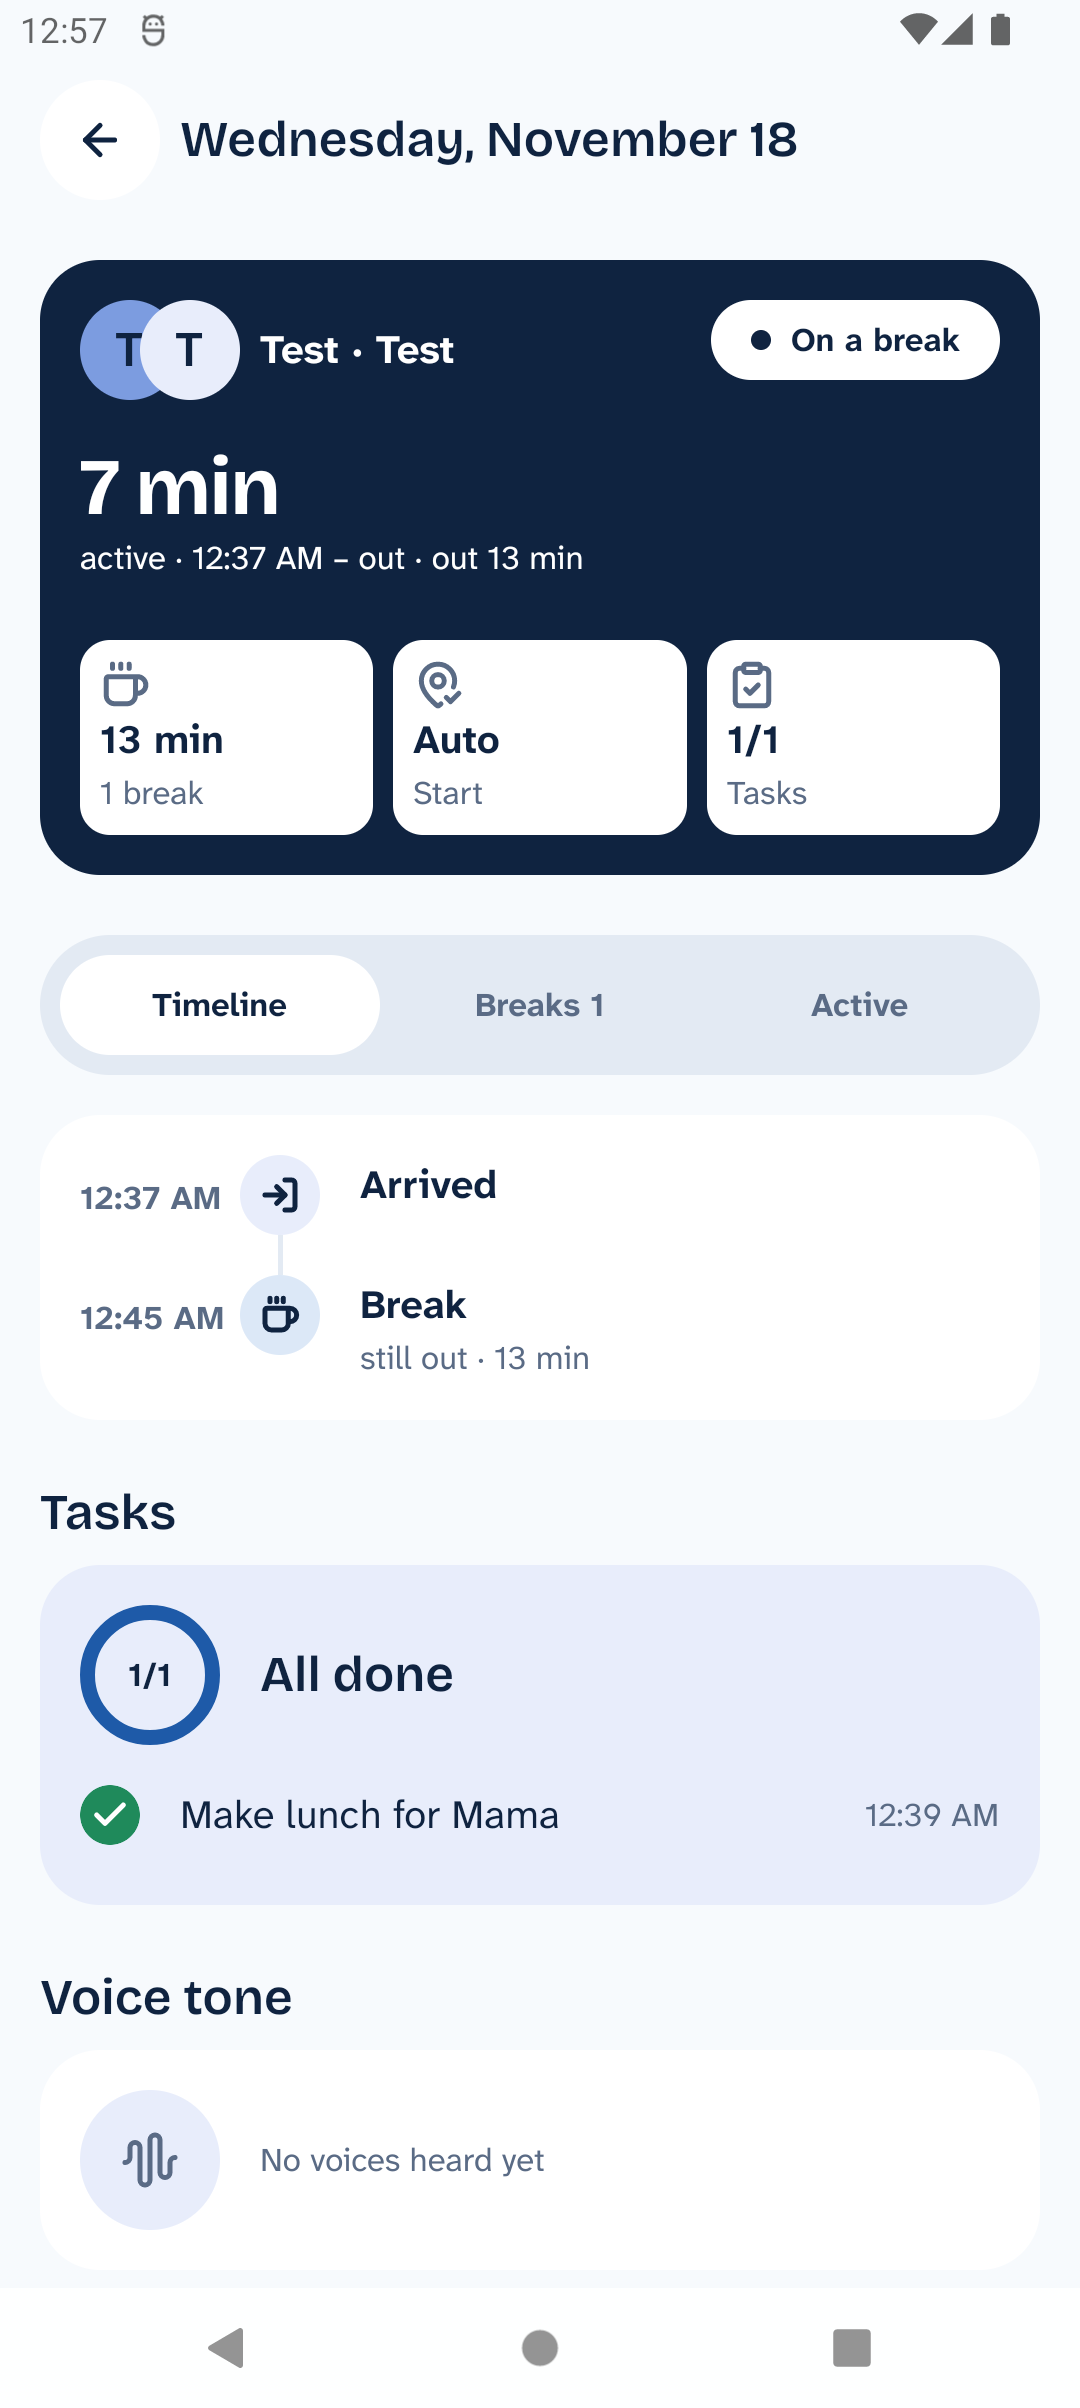 12:57
Wednesday, November 18
T T Test · Test
On a break
7 min
active · 12:37 AM – out · out 13 min
13 min
1 break
Auto
Start
1/1
Tasks
Timeline
Breaks 1
Active
12:37 AM
Arrived
12:45 AM
Break
still out · 13 min
Tasks
1/1
All done
Make lunch for Mama
12:39 AM
Voice tone
No voices heard yet